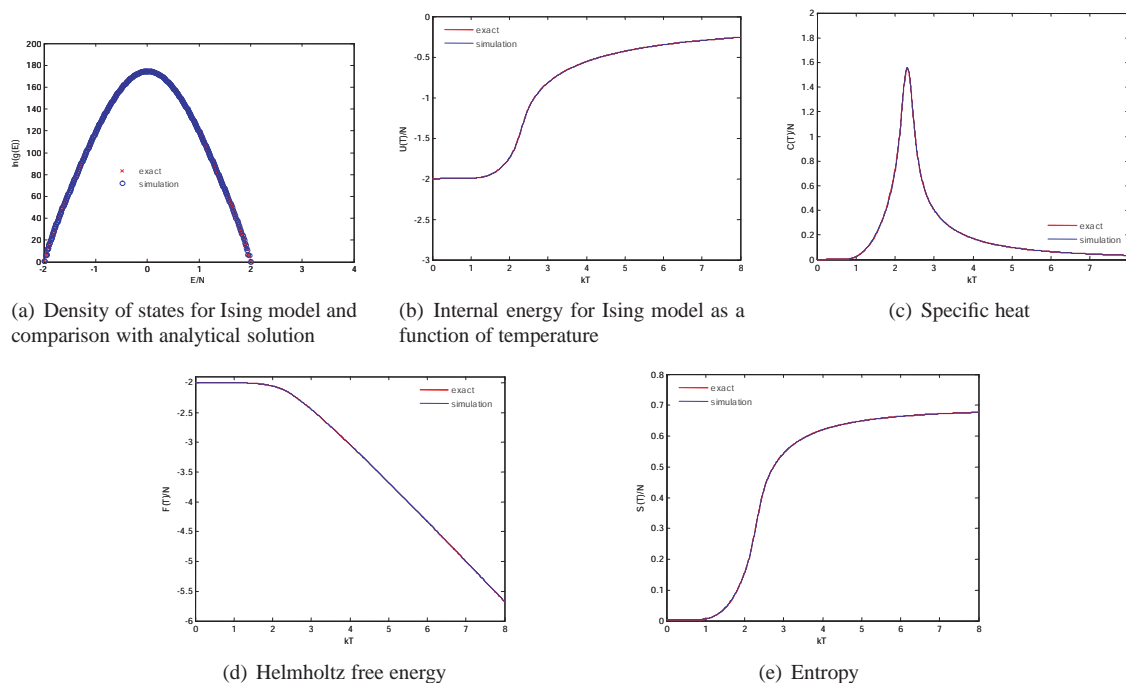 200
180
160
140
120
100
80
60
40
20
0
ln(g(E))
exact
simulation
-2 -1 0 1 2 3 4
E/N
(a) Density of states for Ising model and
comparison with analytical solution
-0
-0.5
-1
-1.5
-2
-2.5
-3
U(T)/N
exact
simulation
0 1 2 3 4 5 6 7 8
kT
(b) Internal energy for Ising model as a
function of temperature
2
1.8
1.6
1.4
1.2
1
0.8
0.6
0.4
0.2
0
C(T)/N
exact
simulation
0 1 2 3 4 5 6 7
kT
(c) Specific heat
-2
-2.5
-3
-3.5
-4
-4.5
-5
-5.5
-6
F(T)/N
exact
simulation
0 1 2 3 4 5 6 7 8
kT
(d) Helmholtz free energy
0.8
0.7
0.6
0.5
0.4
0.3
0.2
0.1
0
S(T)/N
exact
simulation
0 1 2 3 4 5 6 7 8
kT
(e) Entropy